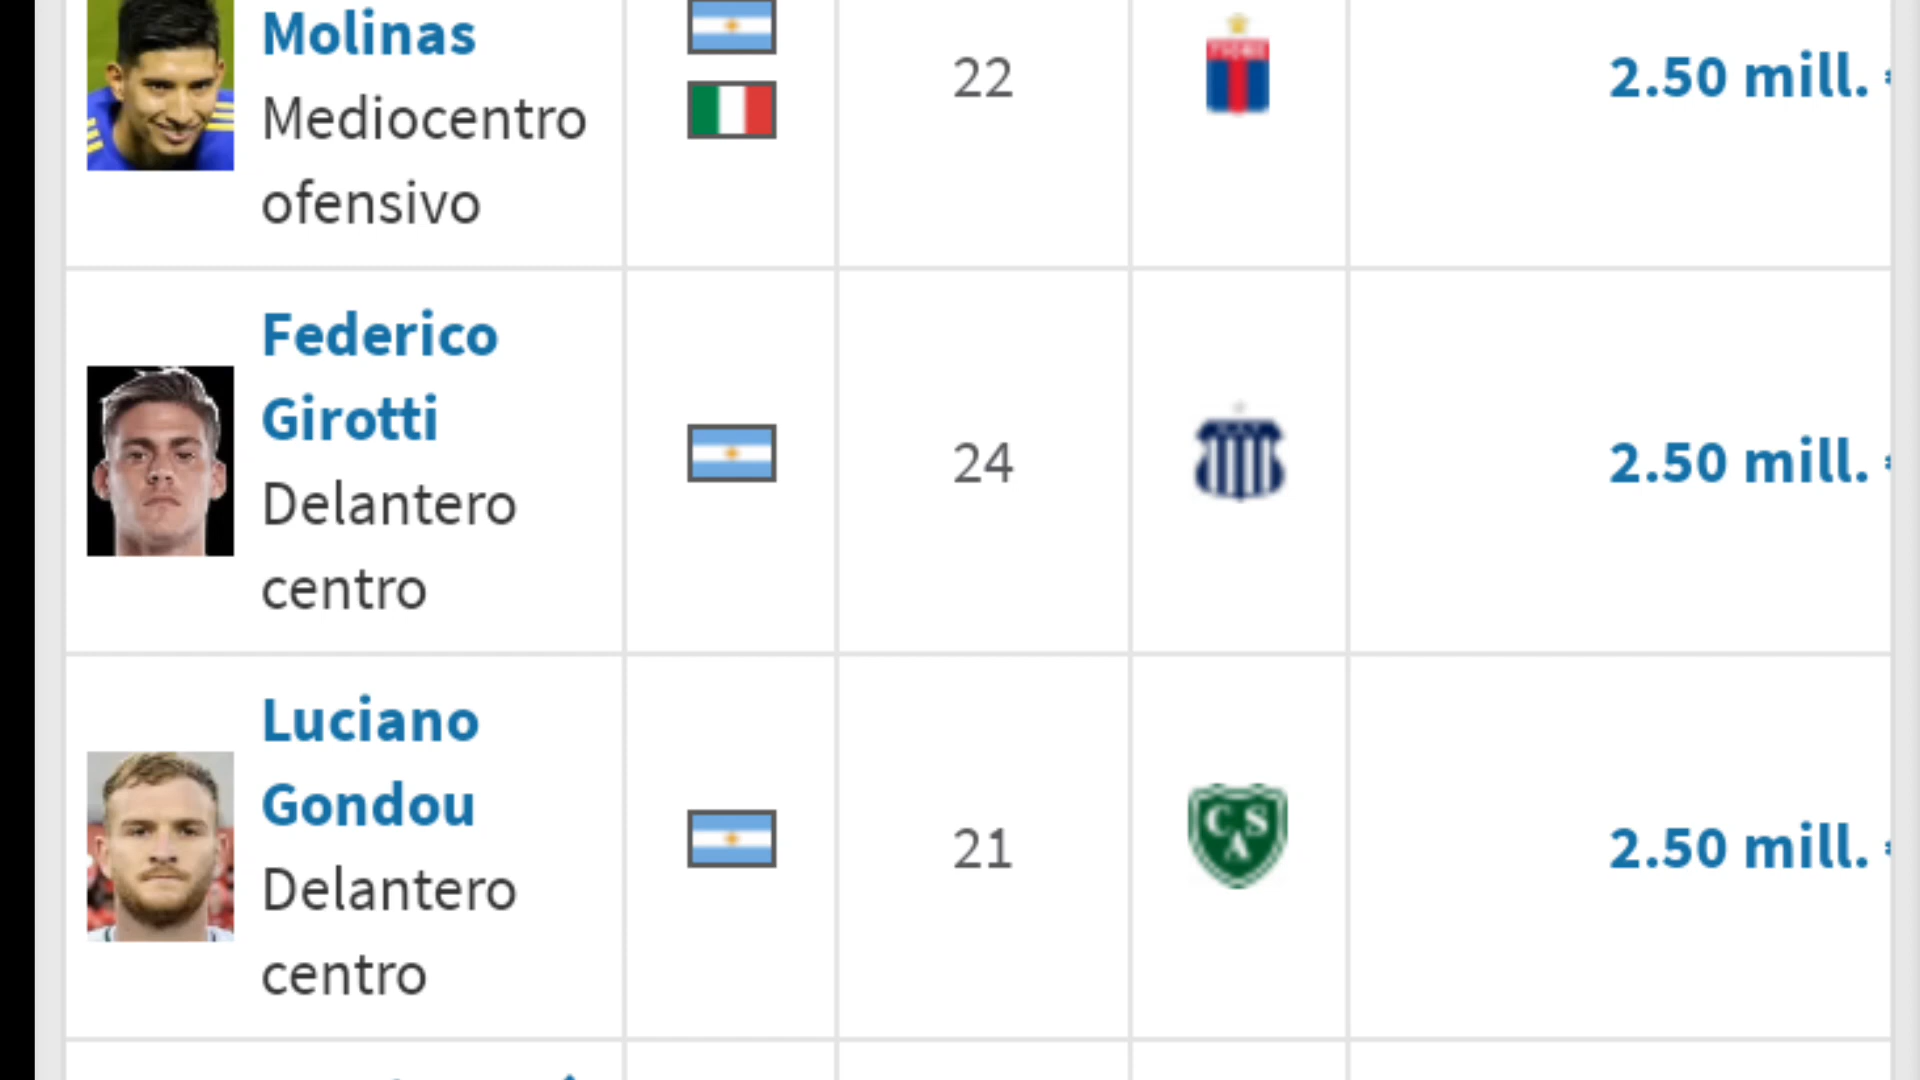 Molinas
Mediocentro
ofensivo
22
TIGRE
2.50 mill.
Federico
Girotti
Delantero
centro
24
2.50 mill.
Luciano
Gondou
Delantero
centro
21
C S
A
2.50 mill.